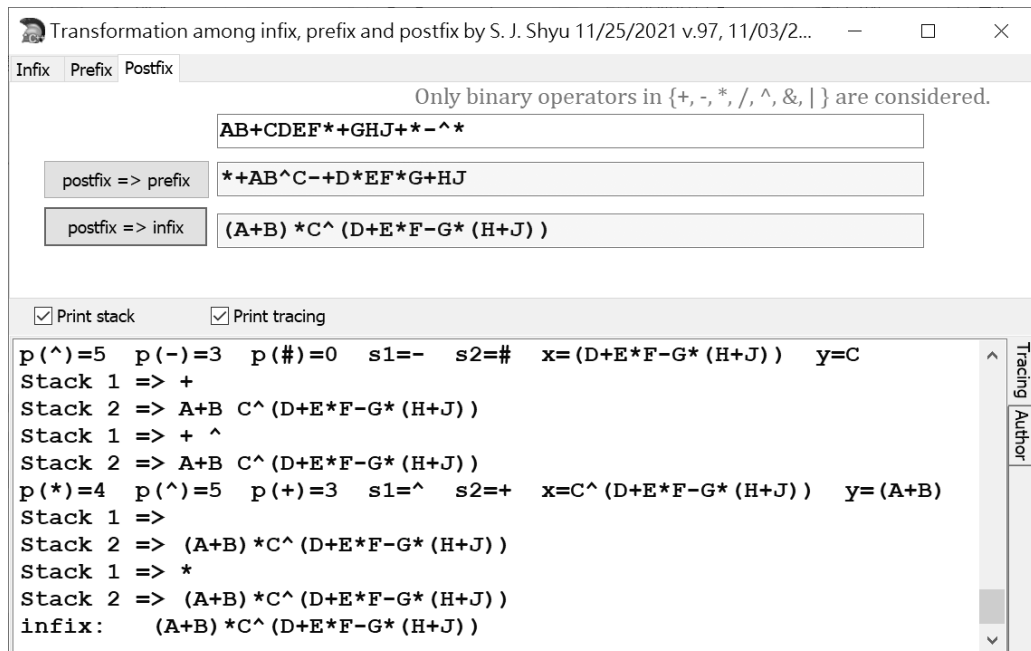 Transformation among infix, prefix and postfix by S. J. Shyu 11/25/2021 v.97, 11/03/2...
Infix Prefix Postfix
Only binary operators in {+, -, *, /, ^, &, | } are considered.
AB+CDEF*+GHJ+*-^*
postfix => prefix *+AB^C-+D*EF*G+HJ
postfix => infix (A+B)*C^(D+E*F-G*(H+J))
Print stack Print tracing
p(^)=5 p(-)=3 p(#)=0 s1=- s2=# x=(D+E*F-G*(H+J)) y=C
Stack 1 => +
Stack 2 => A+B C^(D+E*F-G*(H+J))
Stack 1 => + ^
Stack 2 => A+B C^(D+E*F-G*(H+J))
p(*)=4 p(^)=5 p(+)=3 s1=^ s2=+ x=C^(D+E*F-G*(H+J)) y=(A+B)
Stack 1 =>
Stack 2 => (A+B)*C^(D+E*F-G*(H+J))
Stack 1 => *
Stack 2 => (A+B)*C^(D+E*F-G*(H+J))
infix: (A+B)*C^(D+E*F-G*(H+J))
Tracing
Author